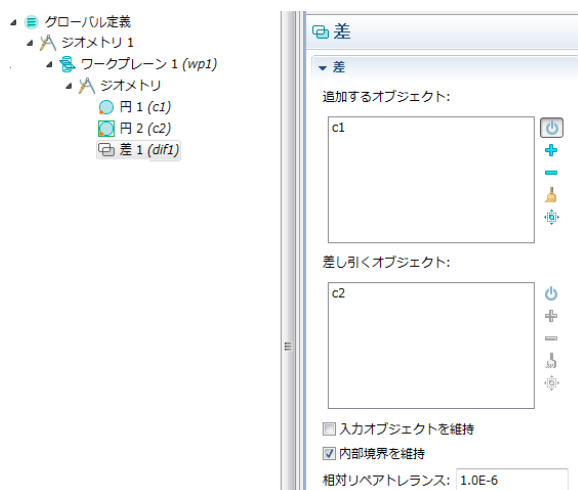 グローバル定義
ジオメトリ 1
ワークプレーン 1 (wp1)
ジオメトリ
円 1 (c1)
円 2 (c2)
差 1 (dif1)
差
差
追加するオブジェクト:
c1
差し引くオブジェクト:
c2
入力オブジェクトを維持
内部境界を維持
相対リペアトレランス: 1.0E-6